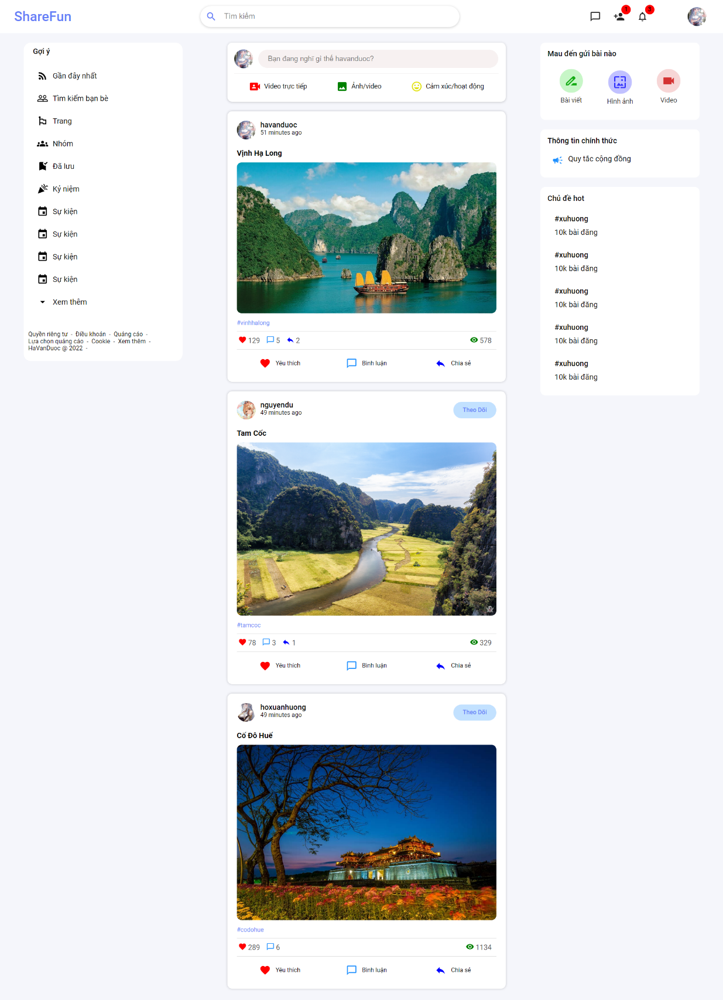 ShareFun
Tìm kiếm
1
3
Gợi ý
Gần đây nhất
Tìm kiếm bạn bè
Trang
Nhóm
Đã lưu
Kỷ niệm
Sự kiện
Sự kiện
Sự kiện
Sự kiện
Xem thêm
Quyền riêng tư - Điều khoản - Quảng cáo -
Lựa chọn quảng cáo - Cookie - Xem thêm -
HaVanDuoc @ 2022 -
Bạn đang nghĩ gì thế havanduoc?
Video trực tiếp
Ảnh/video
Cảm xúc/hoạt động
havanduoc
51 minutes ago
Vịnh Hạ Long
#vinhhalong
129 5 2 578
Yêu thích Bình luận Chia sẻ
nguyendu
49 minutes ago
Theo Dõi
Tam Cốc
#tamcoc
78 3 1 329
Yêu thích Bình luận Chia sẻ
hoxuanhuong
49 minutes ago
Theo Dõi
Cố Đô Huế
#codohue
289 6 1134
Yêu thích Bình luận Chia sẻ
Mau đến gửi bài nào
Bài viết
Hình ảnh
Video
Thông tin chính thức
Quy tắc cộng đồng
Chủ đề hot
#xuhuong
10k bài đăng
#xuhuong
10k bài đăng
#xuhuong
10k bài đăng
#xuhuong
10k bài đăng
#xuhuong
10k bài đăng